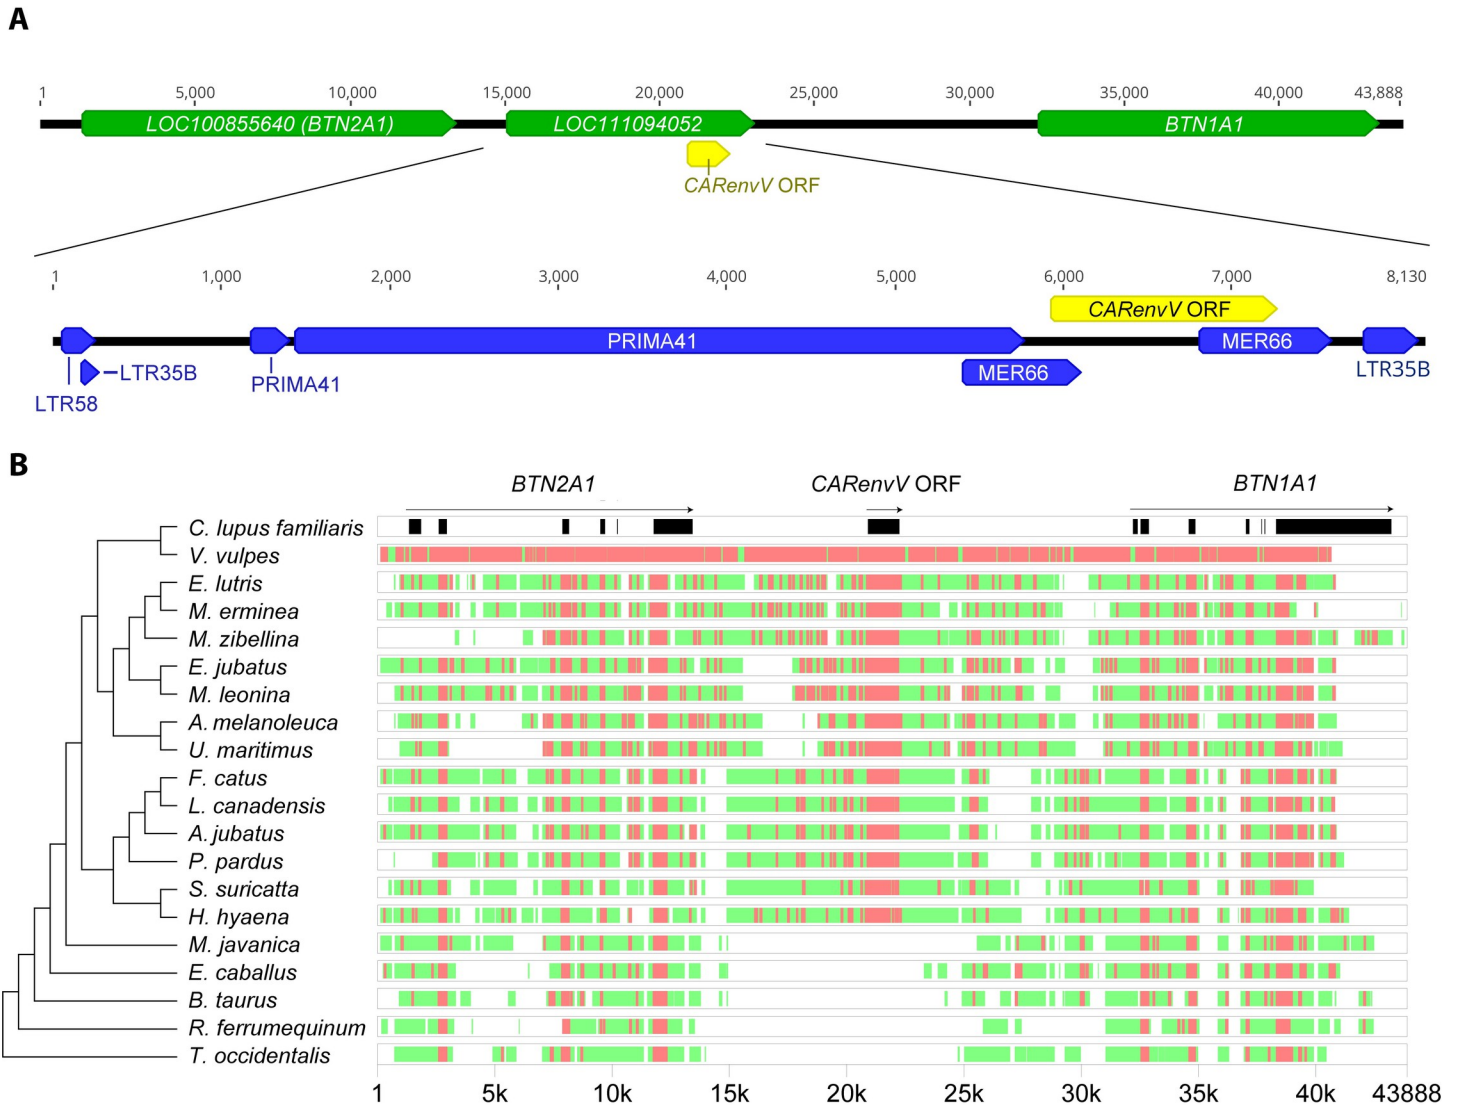 A
1 5,000 10,000 15,000 20,000 25,000 30,000 35,000 40,000 43,888
LOC100855640 (BTN2A1) LOC111094052 BTN1A1
CARenvV ORF
1 1,000 2,000 3,000 4,000 5,000 6,000 7,000 8,130
CARenvV ORF
PRIMA41 MER66
LTR35B MER66 LTR35B
PRIMA41
LTR58
B
BTN2A1 CARenvV ORF BTN1A1
C. lupus familiaris
V. vulpes
E. lutris
M. erminea
M. zibellina
E. jubatus
M. leonina
A. melanoleuca
U. maritimus
F. catus
L. canadensis
A. jubatus
P. pardus
S. suricatta
H. hyaena
M. javanica
E. caballus
B. taurus
R. ferrumequinum
T. occidentalis
1 5k 10k 15k 20k 25k 30k 35k 40k 43888